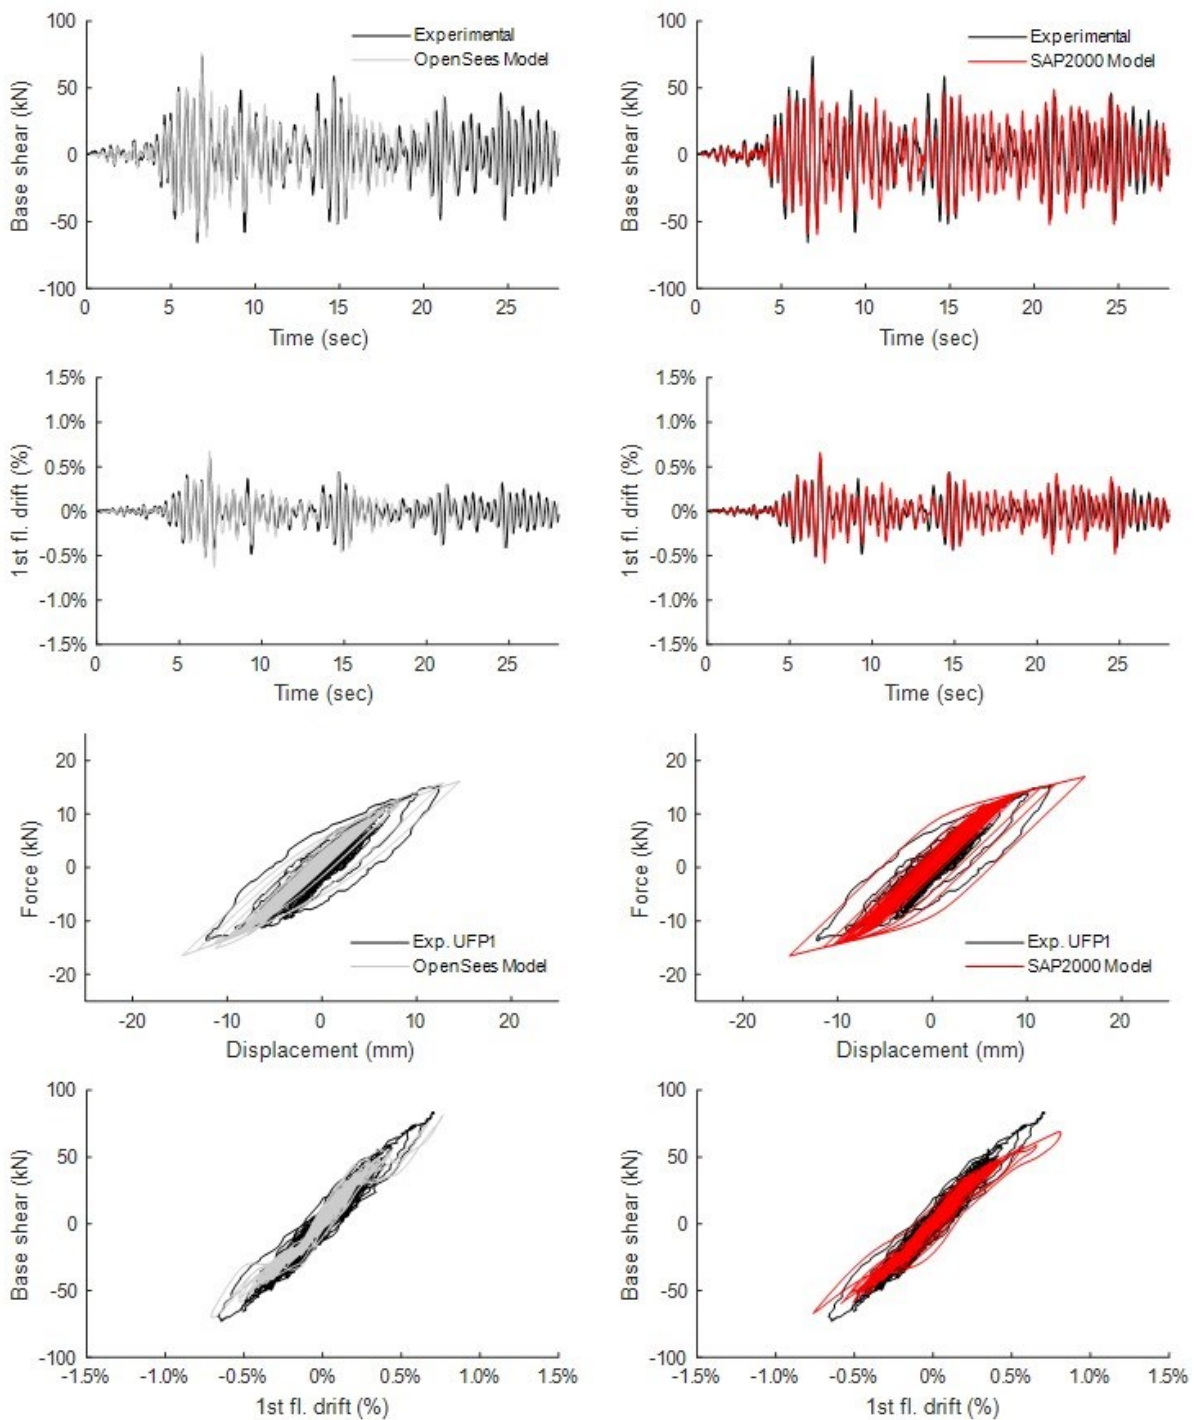 100
50
0
-50
-100
Base shear (kN)
Experimental
OpenSees Model
0 5 10 15 20 25
Time (sec)
100
50
0
-50
-100
Base shear (kN)
Experimental
SAP2000 Model
0 5 10 15 20 25
Time (sec)
1.5%
1.0%
0.5%
0%
-0.5%
-1.0%
-1.5%
1st fl. drift (%)
0 5 10 15 20 25
Time (sec)
1.5%
1.0%
0.5%
0%
-0.5%
-1.0%
-1.5%
1st fl. drift (%)
0 5 10 15 20 25
Time (sec)
20
10
0
-10
-20
Force (kN)
Exp. UFP1
OpenSees Model
-20 -10 0 10 20
Displacement (mm)
20
10
0
-10
-20
Force (kN)
Exp. UFP1
SAP2000 Model
-20 -10 0 10 20
Displacement (mm)
100
50
0
-50
-100
Base shear (kN)
-1.5% -1.0% -0.5% 0% 0.5% 1.0% 1.5%
1st fl. drift (%)
100
50
0
-50
-100
Base shear (kN)
-1.5% -1.0% -0.5% 0% 0.5% 1.0% 1.5%
1st fl. drift (%)